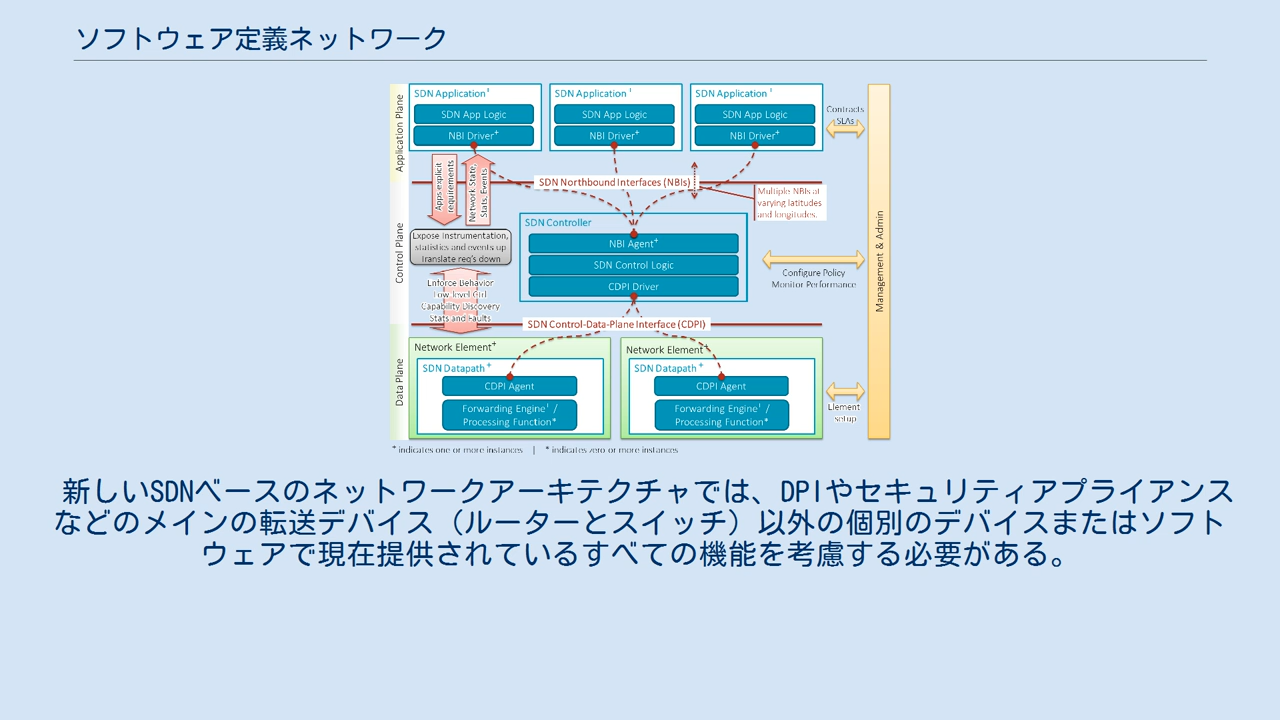 ソフトウェア定義ネットワーク
SDN Application⁺
SDN App Logic
NBI Driver⁺
SDN Application⁺
SDN App Logic
NBI Driver⁺
SDN Application⁺
SDN App Logic
NBI Driver⁺
Contracts
SLAs
Application Plane
Apps explicit
requirements
Network State,
Stats, Events
SDN Northbound Interfaces (NBIs)
Multiple NBIs at
varying latitudes
and longitudes.
Control Plane
Expose Instrumentation,
statistics and events up
Translate req's down
SDN Controller
NBI Agent⁺
SDN Control Logic
CDPI Driver
Configure Policy
Monitor Performance
Management & Admin
Enforce Behavior
Low-level Ctrl
Capability Discovery
Stats and Faults
SDN Control-Data-Plane Interface (CDPI)
Data Plane
Network Element⁺
SDN Datapath⁺
CDPI Agent
Forwarding Engine⁺ /
Processing Function*
Network Element⁺
SDN Datapath⁺
CDPI Agent
Forwarding Engine⁺ /
Processing Function*
Element
setup
⁺ indicates one or more instances | * indicates zero or more instances
新しいSDNベースのネットワークアーキテクチャでは、DPIやセキュリティアプライアンス
などのメインの転送デバイス（ルーターとスイッチ）以外の個別のデバイスまたはソフト
ウェアで現在提供されているすべての機能を考慮する必要がある。